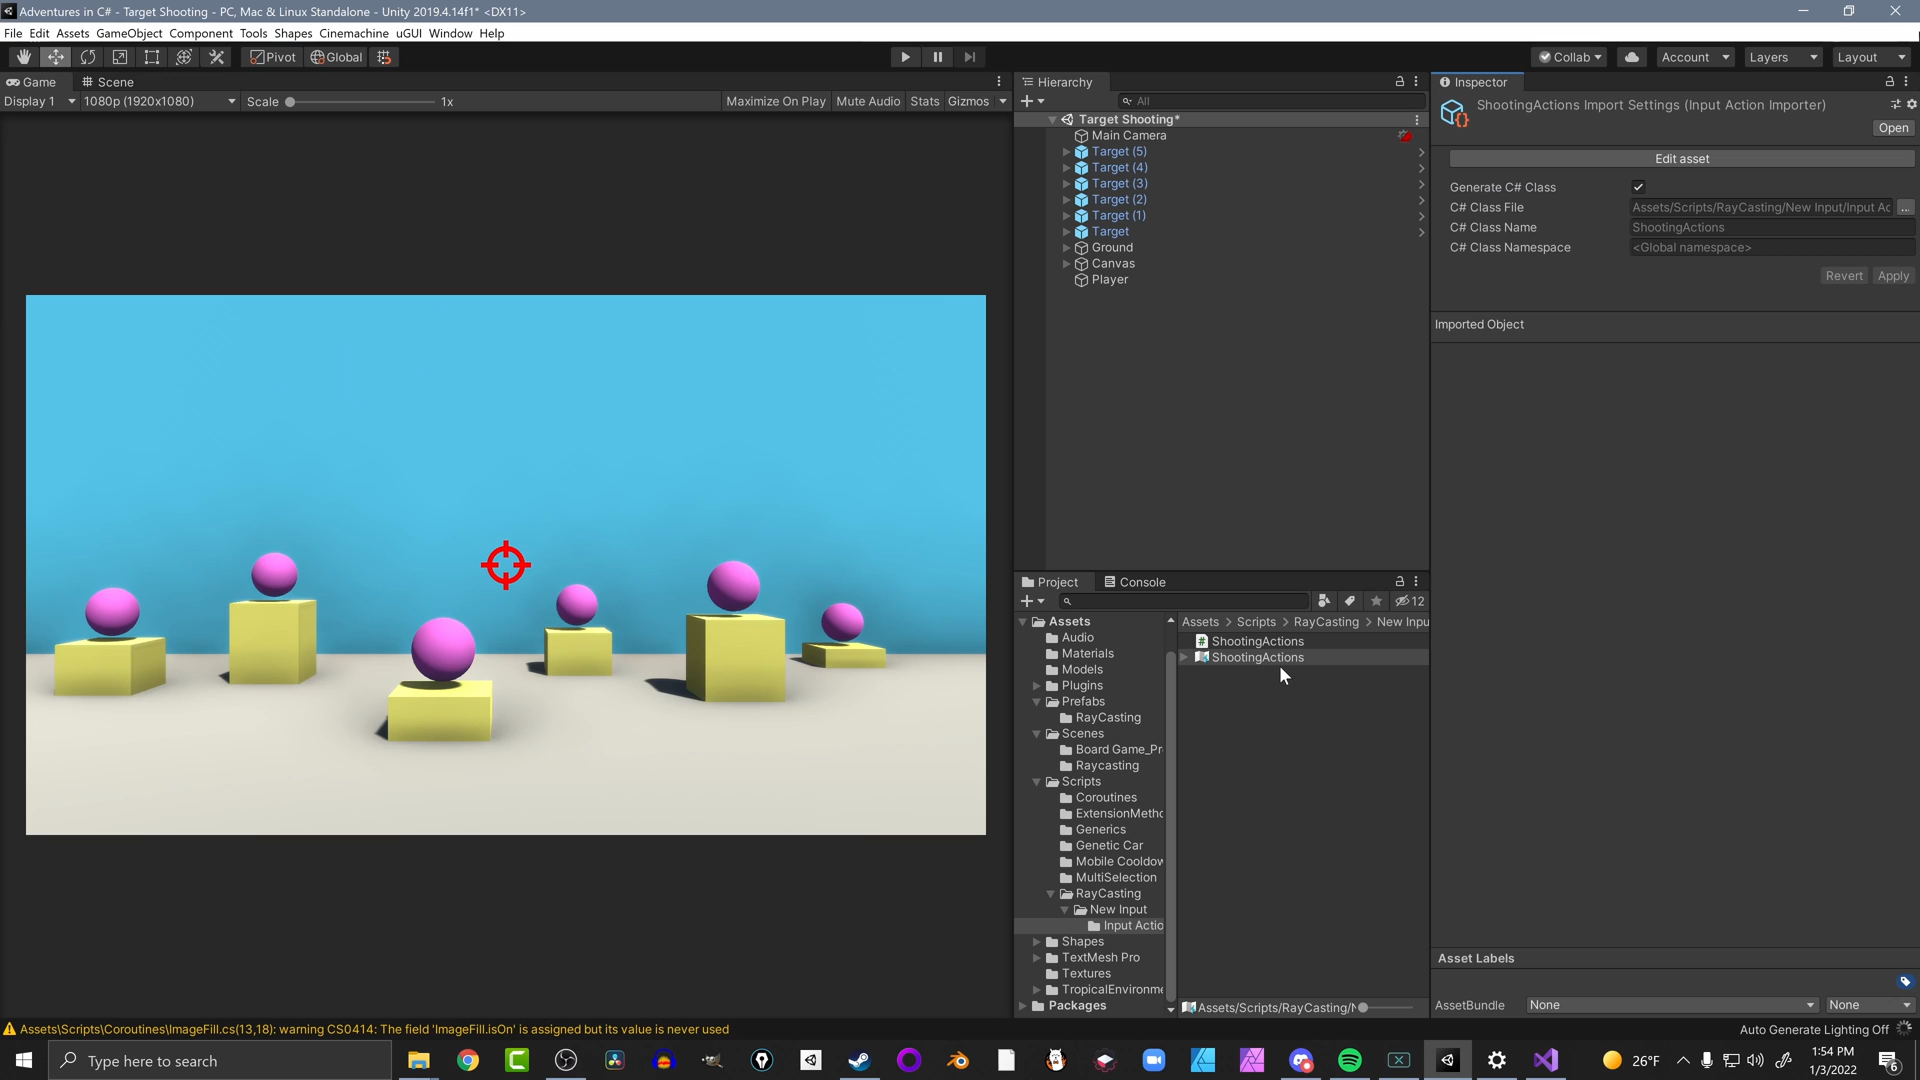 Adventures in C# - Target Shooting - PC, Mac & Linux Standalone - Unity 2019.4.14f1* <DX11>
File Edit Assets GameObject Component Tools Shapes Cinemachine uGUI Window Help
Pivot Global Collab Account Layers Layout
Game Scene
Display 1 1080p (1920x1080) Scale 1x Maximize On Play Mute Audio Stats Gizmos
Hierarchy
All
Target Shooting*
Main Camera
Target (5)
Target (4)
Target (3)
Target (2)
Target (1)
Target
Ground
Canvas
Player
Inspector
ShootingActions Import Settings (Input Action Importer)
Open
Edit asset
Generate C# Class
C# Class File Assets/Scripts/RayCasting/New Input/Input Ac ...
C# Class Name ShootingActions
C# Class Namespace <Global namespace>
Revert Apply
Imported Object
Project Console
12
Assets
Audio
Materials
Models
Plugins
Prefabs
RayCasting
Scenes
Board Game_Pr
Raycasting
Scripts
Coroutines
ExtensionMetho
Generics
Genetic Car
Mobile Cooldow
MultiSelection
RayCasting
New Input
Input Actio
Shapes
TextMesh Pro
Textures
TropicalEnvironme
Packages
Assets > Scripts > RayCasting > New Inpu
ShootingActions
ShootingActions
Assets/Scripts/RayCasting/N
Asset Labels
AssetBundle None None
Assets\Scripts\Coroutines\ImageFill.cs(13,18): warning CS0414: The field 'ImageFill.isOn' is assigned but its value is never used
Auto Generate Lighting Off
Type here to search
26°F
1:54 PM
1/3/2022
6